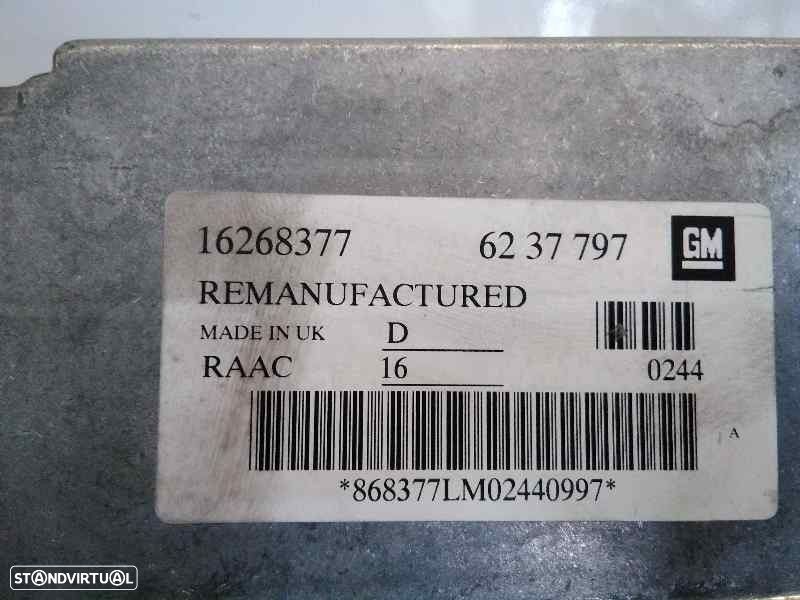 16268377 62 37 797 GM
REMANUFACTURED
MADE IN UK D
RAAC 16 0244
A
*868377LM02440997*
STANDVIRTUAL